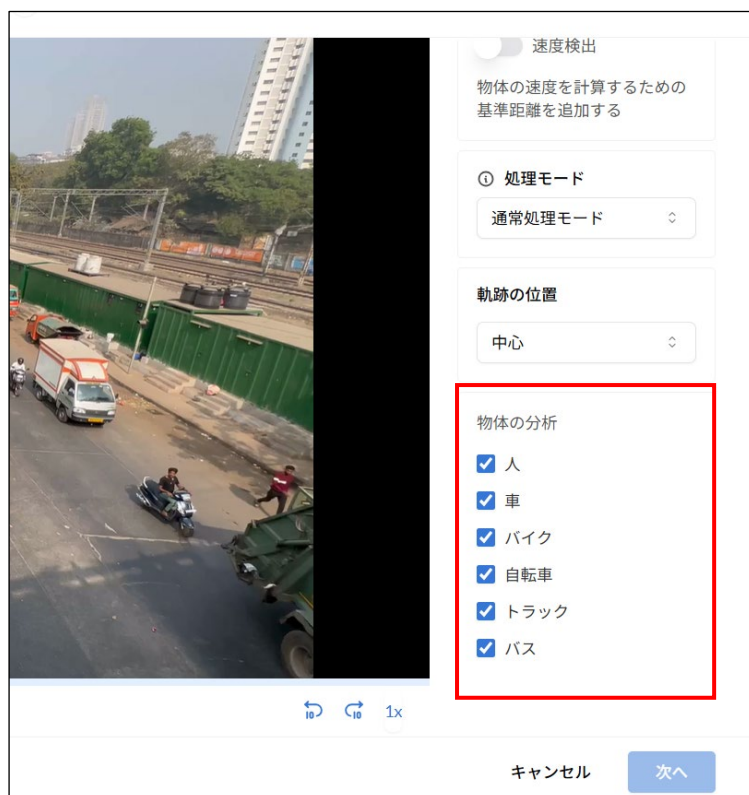 速度検出
物体の速度を計算するための
基準距離を追加する
処理モード
通常処理モード
軌跡の位置
中心
物体の分析
人
車
バイク
自転車
トラック
バス
10
10
1x
キャンセル
次へ